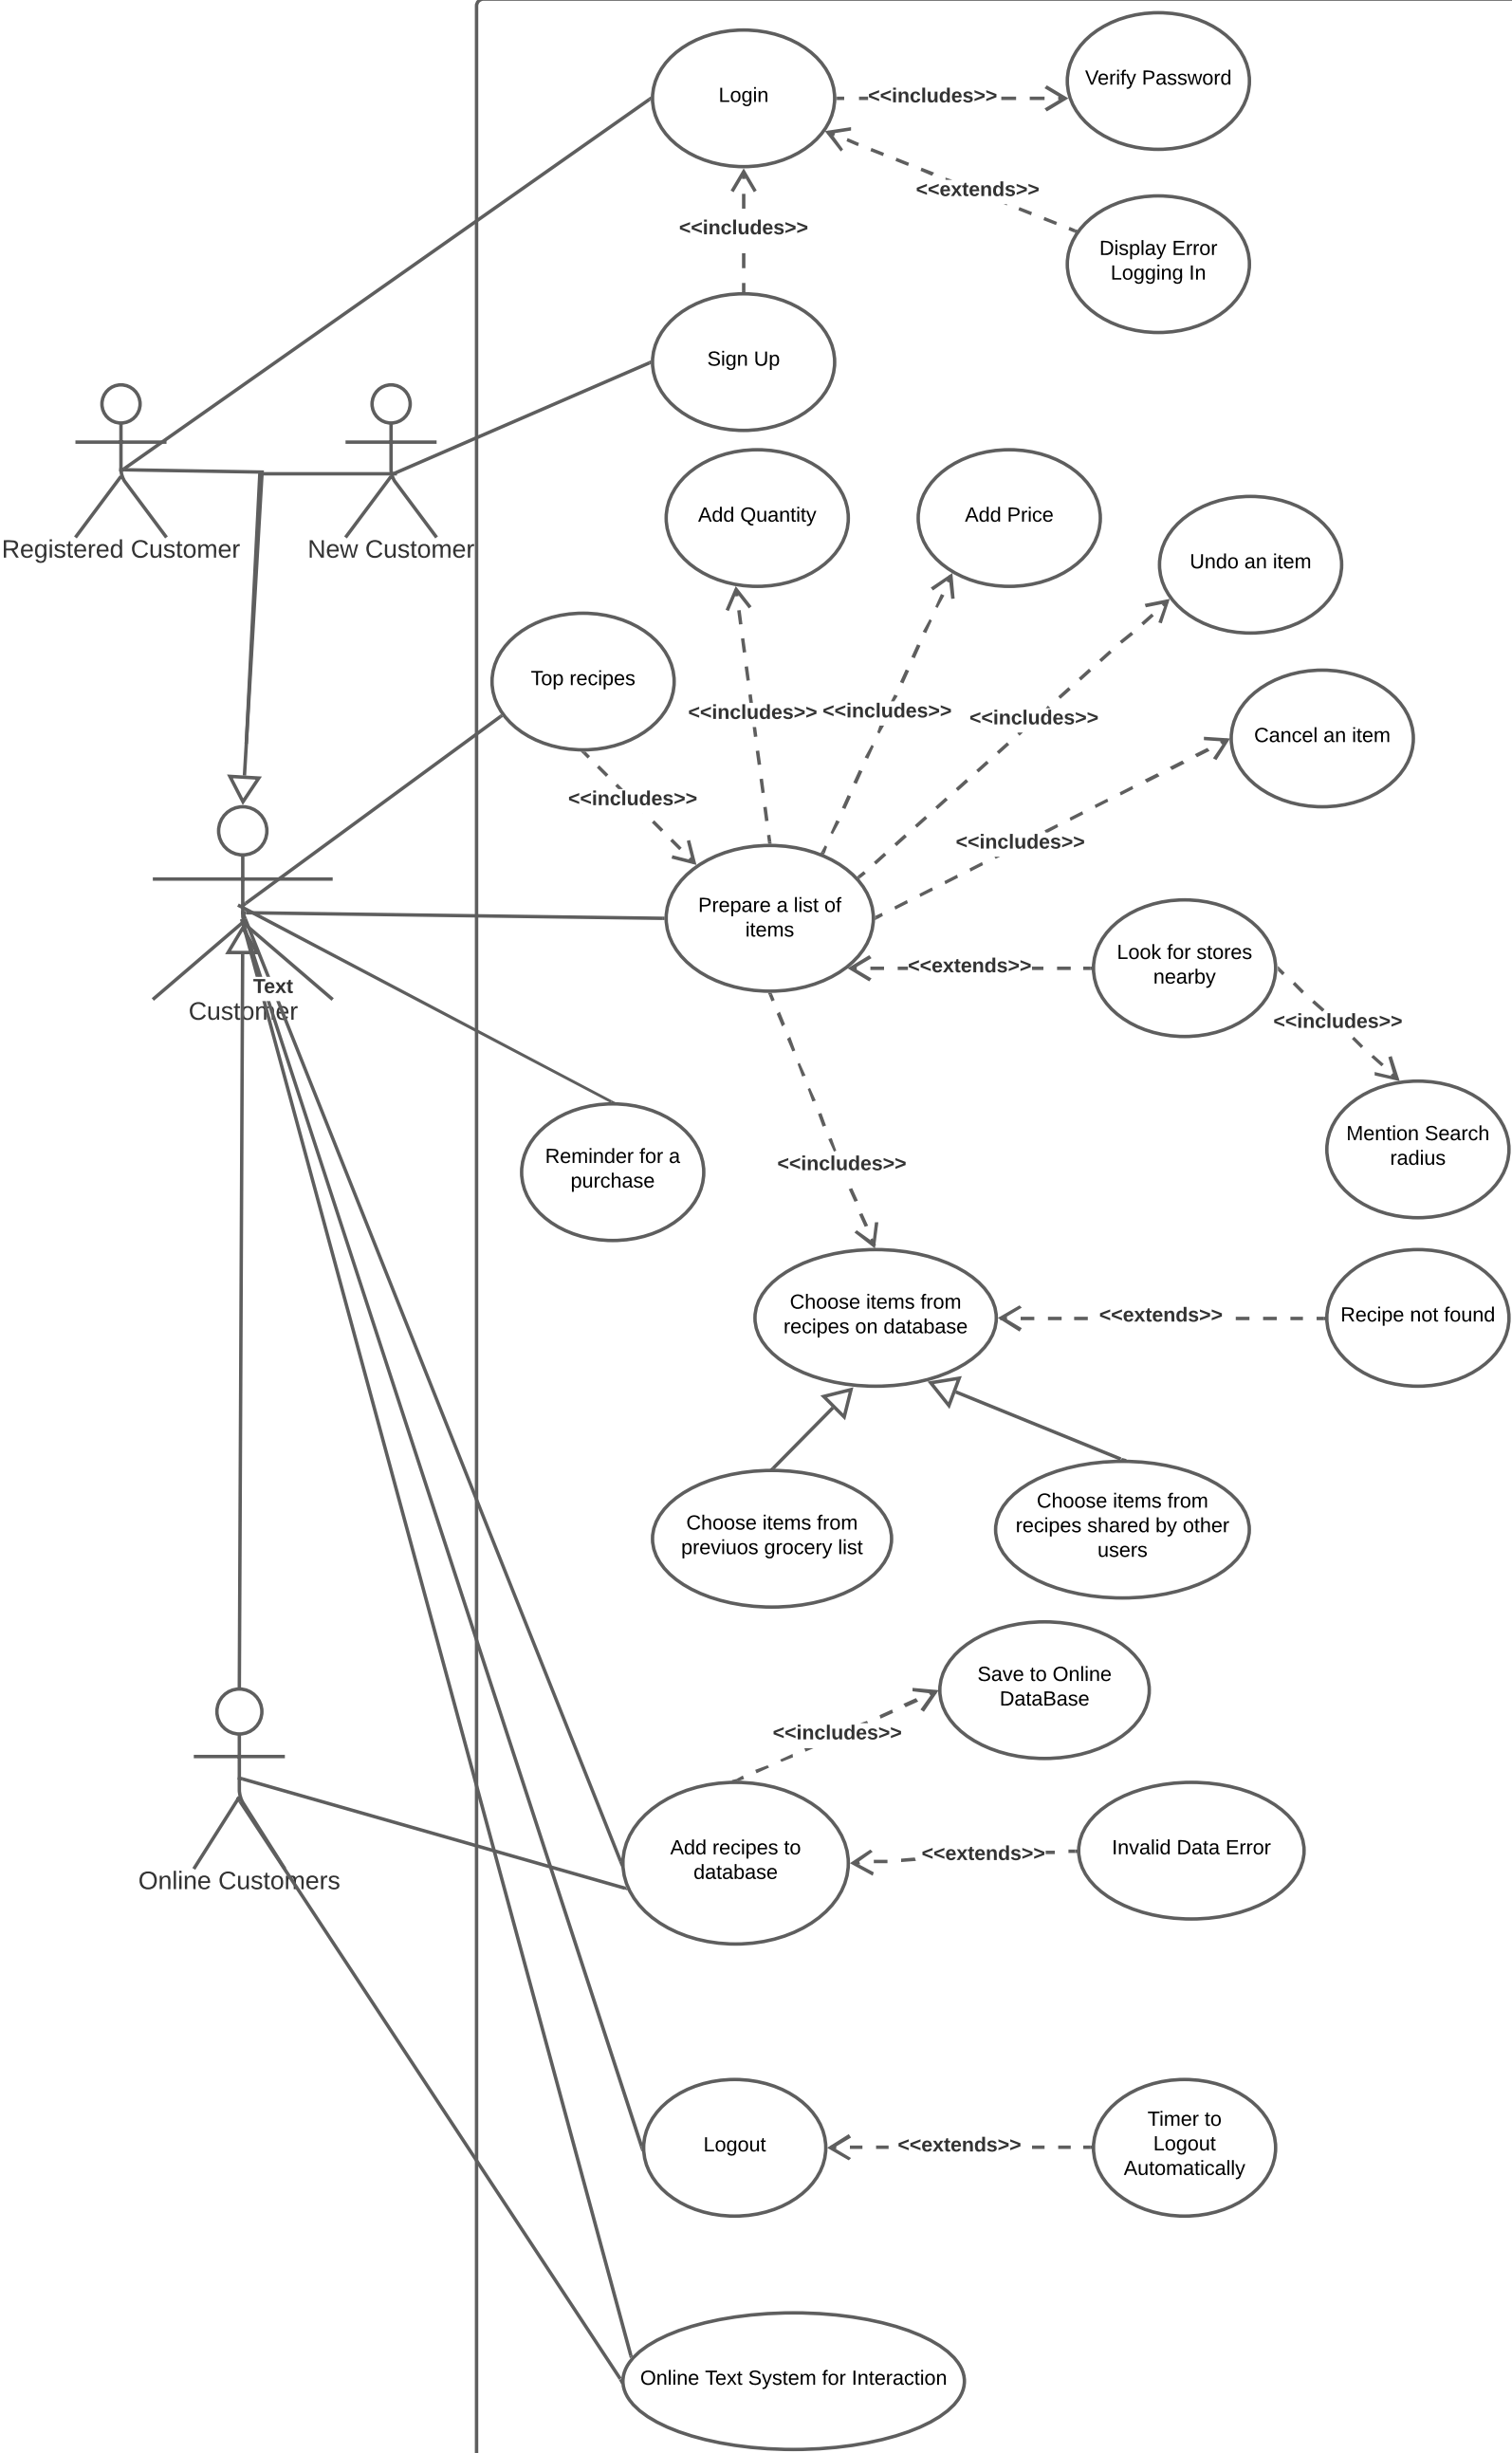 Login
<<includes>>
Verify Password
<<extends>>
Display Error
Logging In
<<includes>>
Sign Up
Registered Customer
New Customer
Add Quantity
Add Price
Undo an item
Top recipes
<<includes>>
<<includes>>
<<includes>>
Cancel an item
<<includes>>
<<includes>>
Prepare a list of
items
<<extends>>
Look for stores
nearby
<<includes>>
Text
Customer
Mention Search
radius
Reminder for a
purchase
<<includes>>
Choose items from
recipes on database
<<extends>>
Recipe not found
Choose items from
previuos grocery list
Choose items from
recipes shared by other
users
Save to Online
DataBase
<<includes>>
Add recipes to
database
<<extends>>
Invalid Data Error
Online Customers
Logout
<<extends>>
Timer to
Logout
Automatically
Online Text System for Interaction